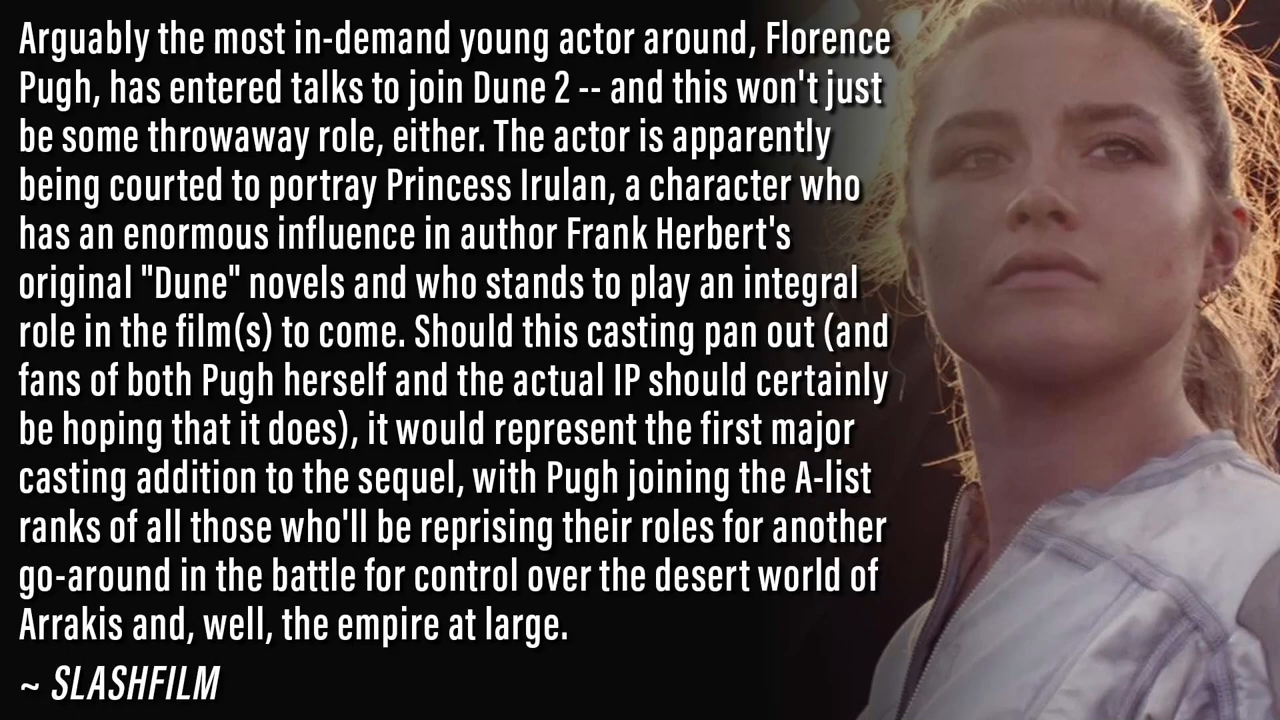 Arguably the most in-demand young actor around, Florence
Pugh, has entered talks to join Dune 2 -- and this won't just
be some throwaway role, either. The actor is apparently
being courted to portray Princess Irulan, a character who
has an enormous influence in author Frank Herbert's
original "Dune" novels and who stands to play an integral
role in the film(s) to come. Should this casting pan out (and
fans of both Pugh herself and the actual IP should certainly
be hoping that it does), it would represent the first major
casting addition to the sequel, with Pugh joining the A-list
ranks of all those who'll be reprising their roles for another
go-around in the battle for control over the desert world of
Arrakis and, well, the empire at large.
~ SLASHFILM